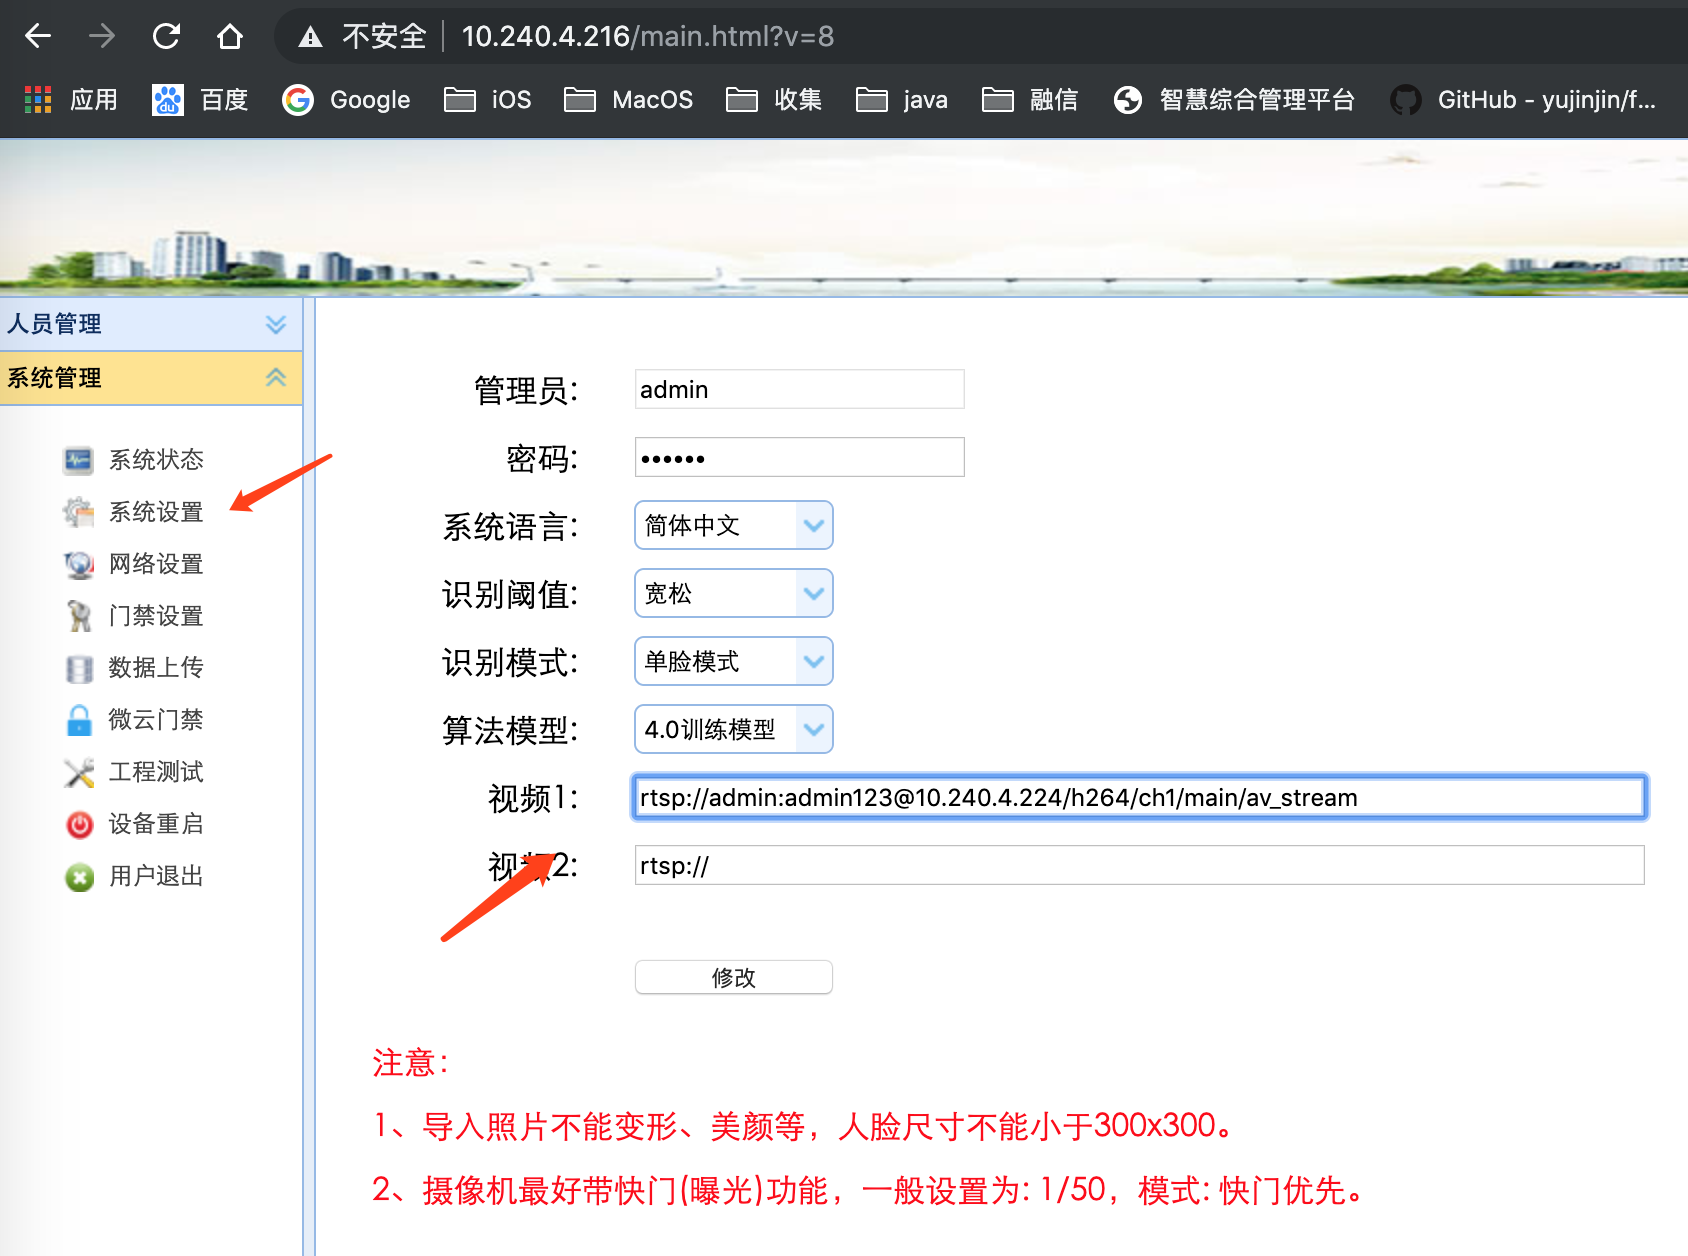 不安全 10.240.4.216/main.html?v=8
应用 百度 Google iOS MacOS 收集 java 融信 智慧综合管理平台 GitHub - yujinjin/f...
人员管理
系统管理
系统状态
系统设置
网络设置
门禁设置
数据上传
微云门禁
工程测试
设备重启
用户退出
管理员: admin
密码: ••••••
系统语言: 简体中文
识别阈值: 宽松
识别模式: 单脸模式
算法模型: 4.0训练模型
视频1: rtsp://admin:admin123@10.240.4.224/h264/ch1/main/av_stream
视频2: rtsp://
修改
注意:
1、导入照片不能变形、美颜等，人脸尺寸不能小于300x300。
2、摄像机最好带快门(曝光)功能，一般设置为: 1/50，模式: 快门优先。